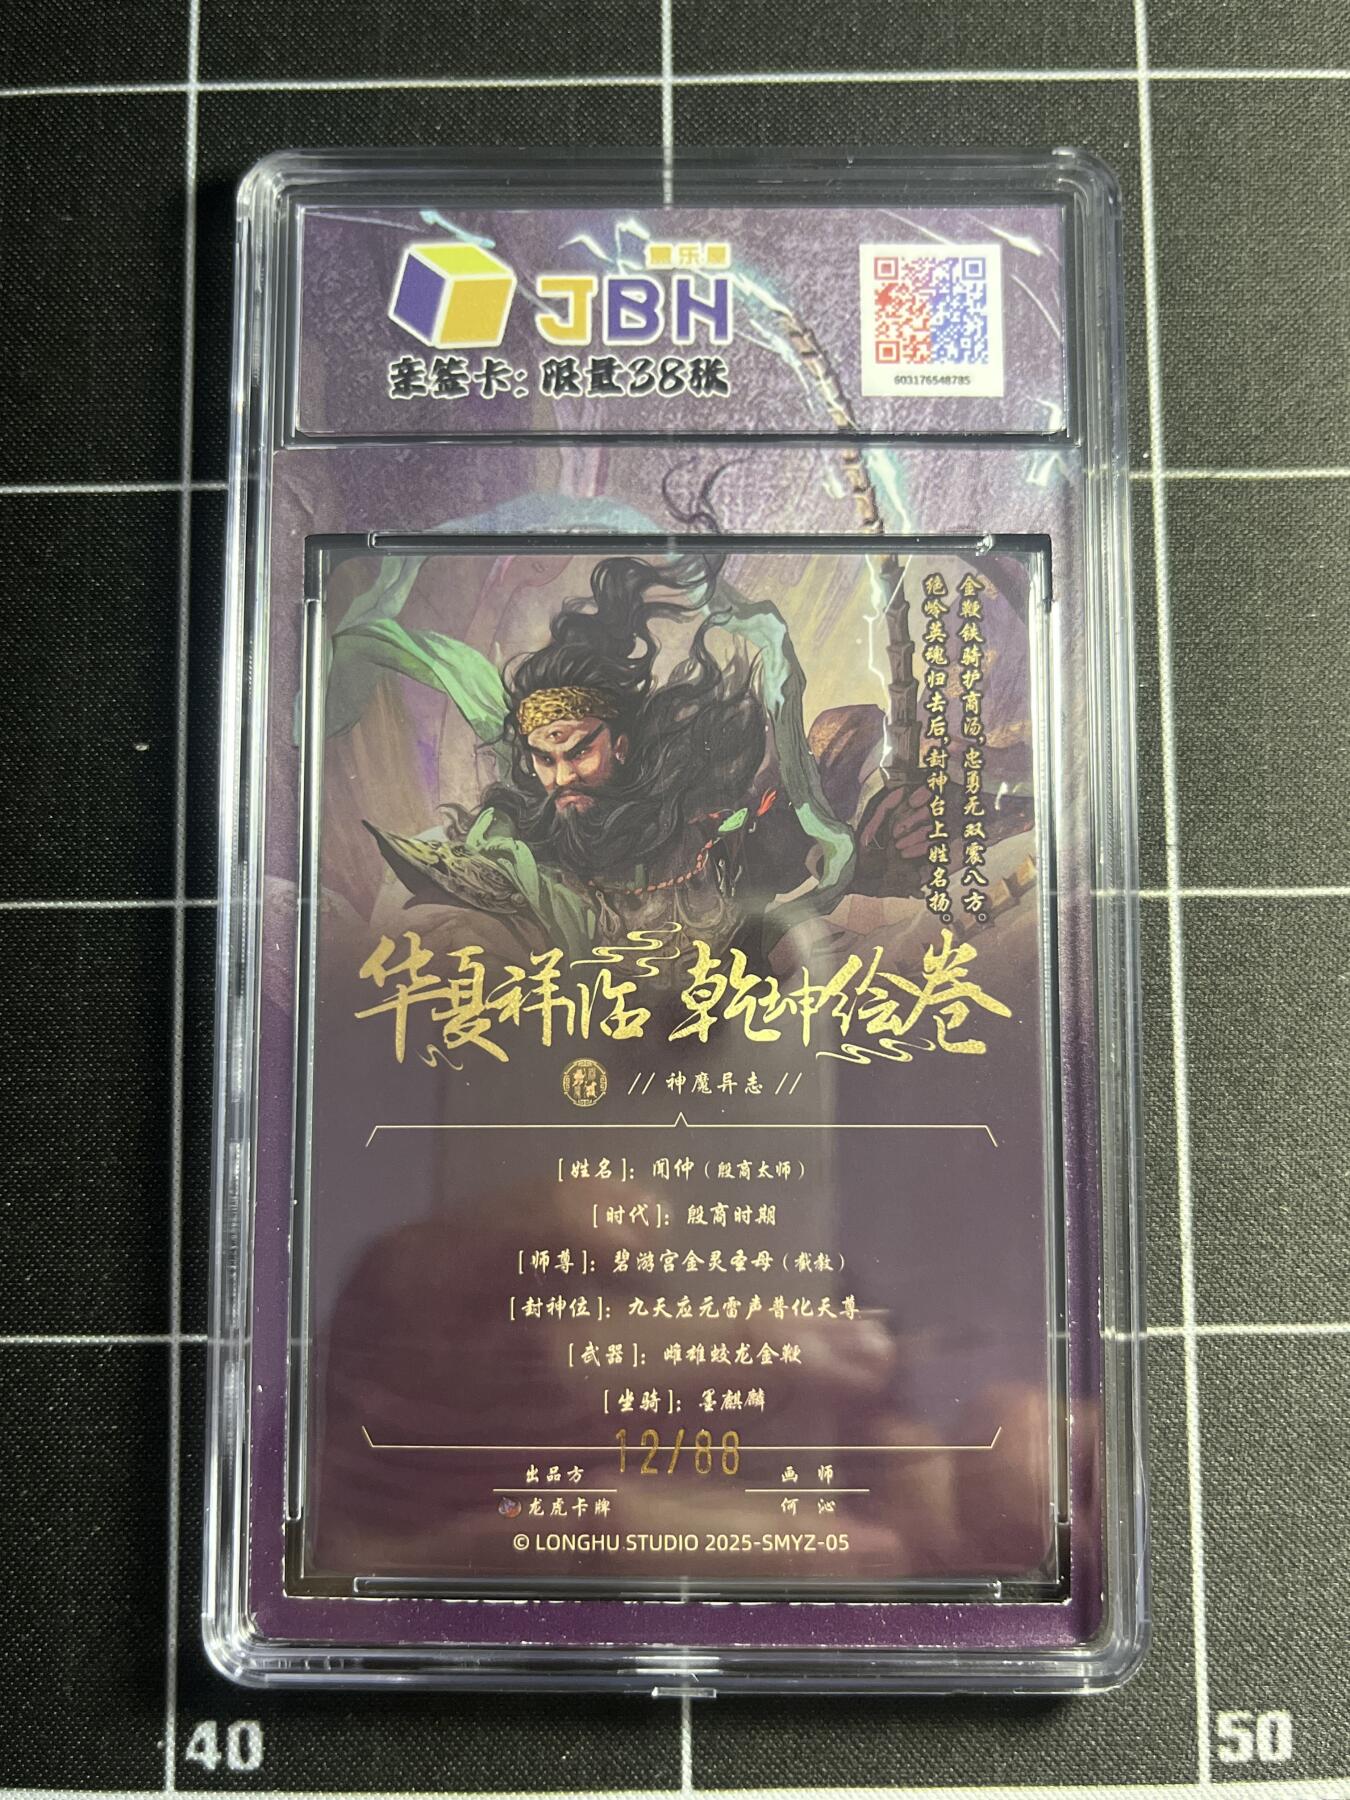 盒乐屋
JBH
亲签卡：限量38张
603176548785
金鞭铁骑护商汤，忠勇无双震八方。
绝岭英魂归去后，封神台上姓名扬。
华夏祥临 乾坤绘卷
// 神魔异志 //
[姓名]：闻仲（殷商太师）
[时代]：殷商时期
[师尊]：碧游宫金灵圣母（截教）
[封神位]：九天应元雷声普化天尊
[武器]：雌雄蛟龙金鞭
[坐骑]：墨麒麟
12/88
出品方 画 师
龙虎卡牌 何 沁
© LONGHU STUDIO 2025-SMYZ-05
40 50